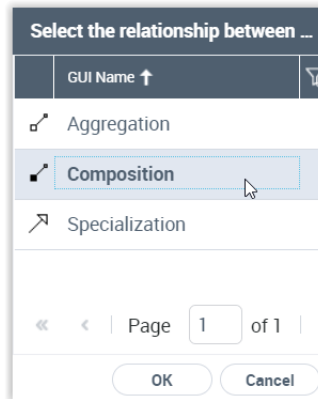 Select the relationship between ...
GUI Name ↑
Aggregation
Composition
Specialization
« ‹ Page 1 of 1
OK Cancel